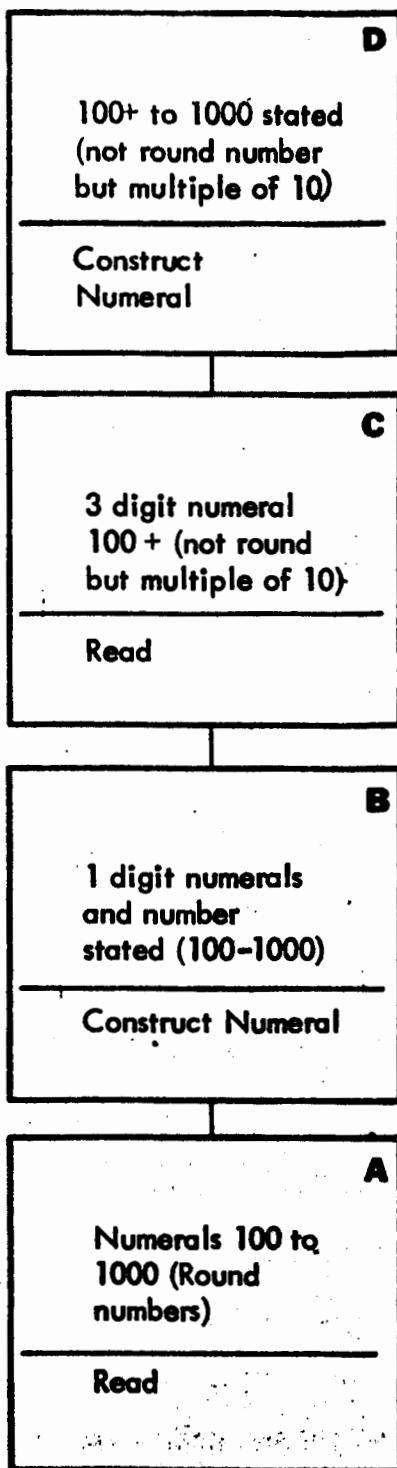 D
100+ to 1000 stated
(not round number
but multiple of 10)
Construct
Numeral
C
3 digit numeral
100 + (not round
but multiple of 10)
Read
B
1 digit numerals
and number
stated (100-1000)
Construct Numeral
A
Numerals 100 to
1000 (Round
numbers)
Read